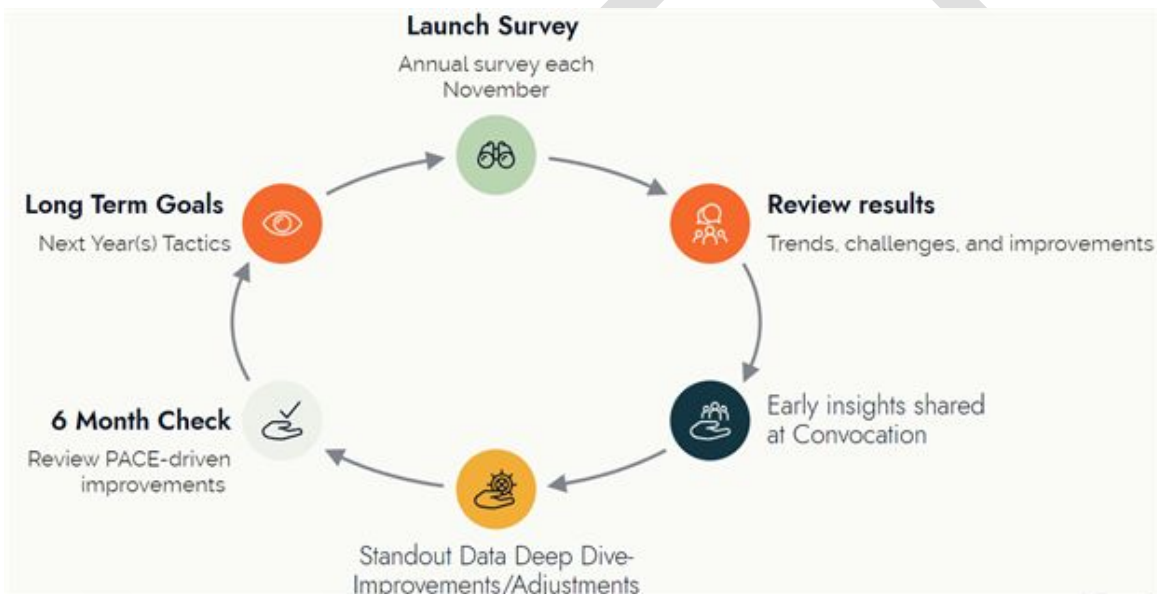 Launch Survey
Annual survey each
November
Review results
Trends, challenges, and improvements
Early insights shared
at Convocation
Standout Data Deep Dive-
Improvements/Adjustments
6 Month Check
Review PACE-driven
improvements
Long Term Goals
Next Year(s) Tactics